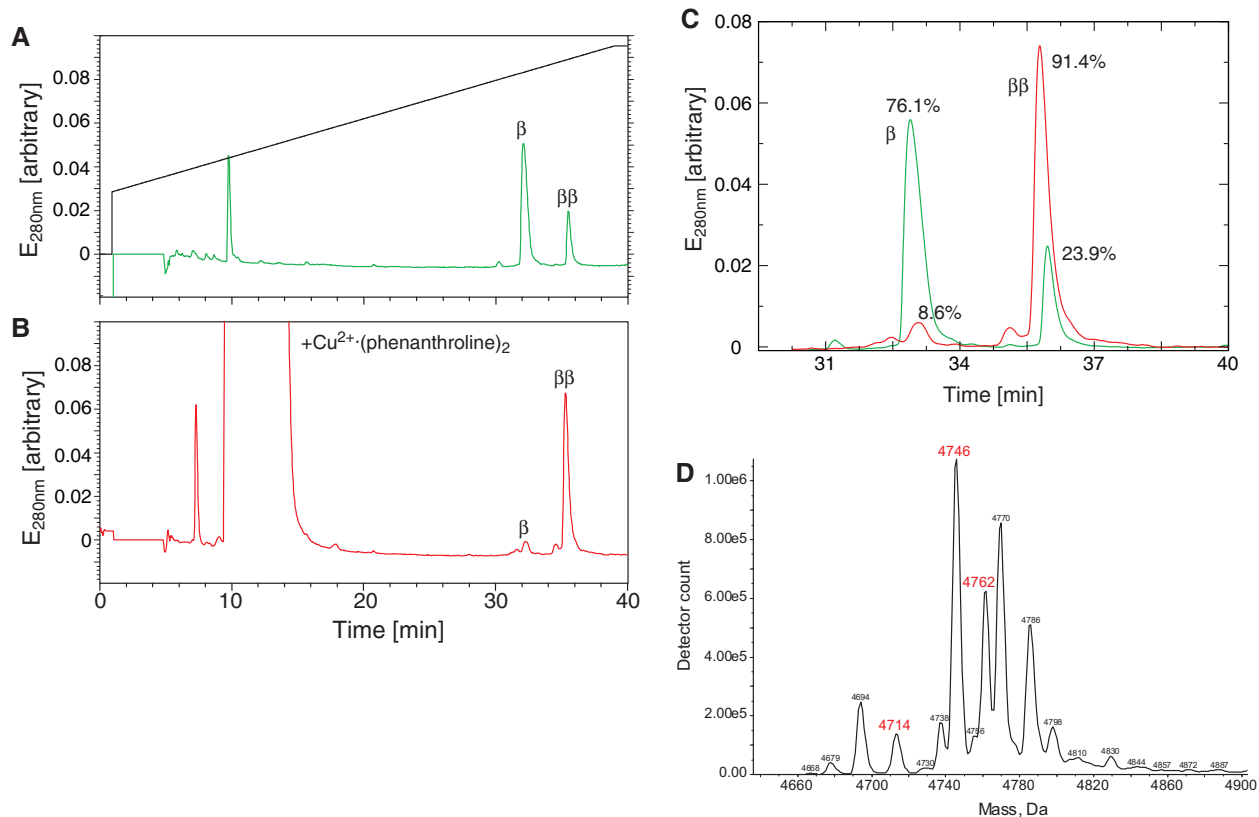 A
E280nm [arbitrary]
0.08
0.06
0.04
0.02
0
β
ββ
B
+Cu2+·(phenanthroline)2
E280nm [arbitrary]
0.08
0.06
0.04
0.02
0
β
ββ
0 10 20 30 40
Time [min]
C
E280nm [arbitrary]
0.08
0.06
0.04
0.02
0
76.1%
β
8.6%
ββ
91.4%
23.9%
31 34 37 40
Time [min]
D
Detector count
1.00e6
8.00e5
6.00e5
4.00e5
2.00e5
0.00
4668
4679
4694
4714
4730
4738
4746
4756
4762
4770
4786
4798
4810
4830
4844
4857
4872
4887
4660 4700 4740 4780 4820 4860 4900
Mass, Da